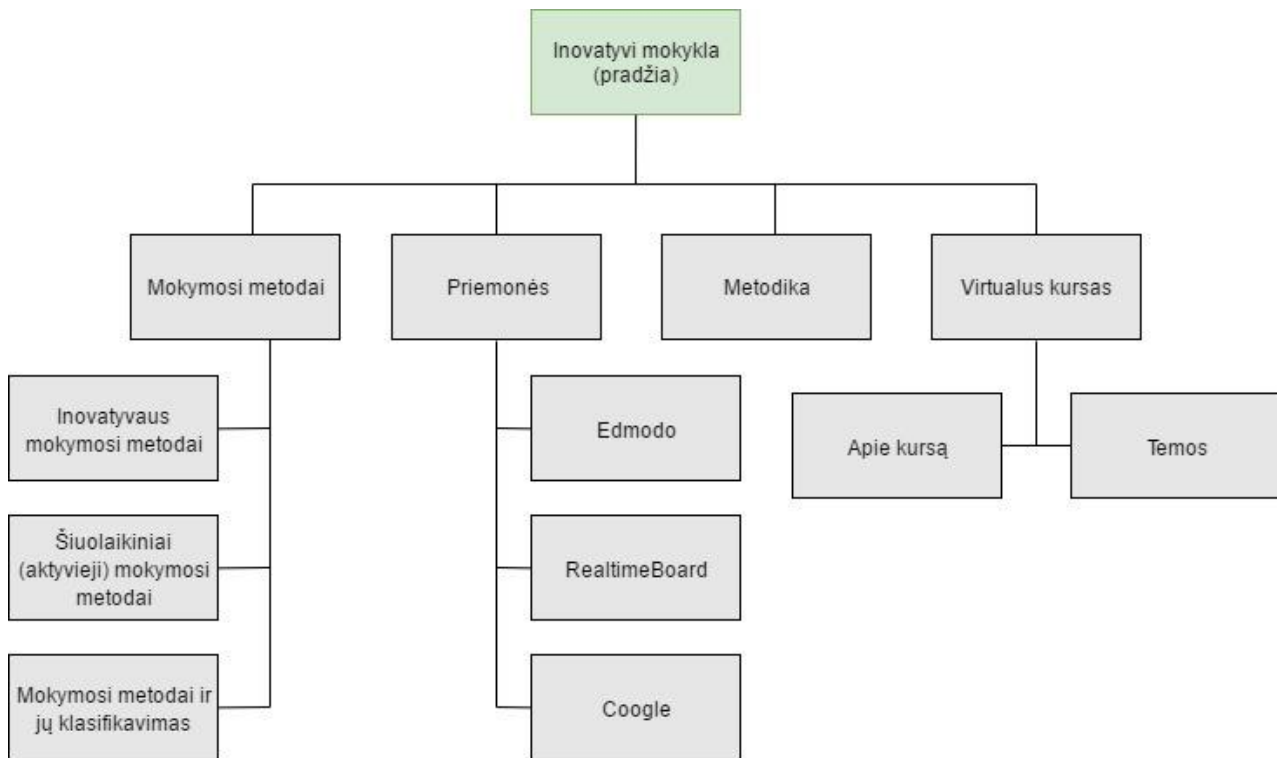 Inovatyvi mokykla
(pradžia)
Mokymosi metodai
Priemonės
Metodika
Virtualus kursas
Inovatyvaus
mokymosi metodai
Edmodo
Apie kursą
Temos
Šiuolaikiniai
(aktyvieji) mokymosi
metodai
RealtimeBoard
Mokymosi metodai ir
jų klasifikavimas
Coogle